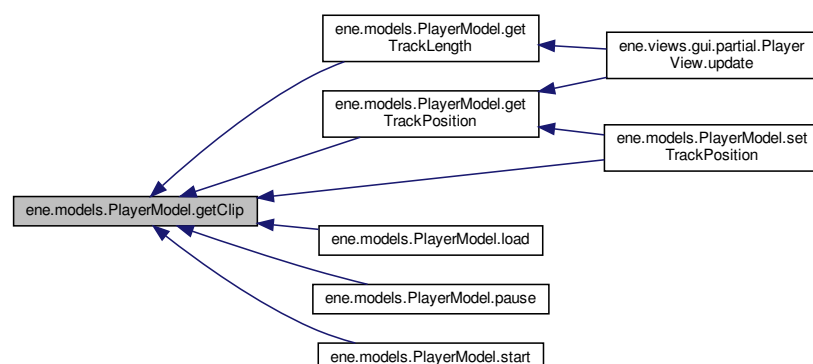 ene.models.PlayerModel.get
TrackLength
ene.views.gui.partial.Player
View.update
ene.models.PlayerModel.get
TrackPosition
ene.models.PlayerModel.set
TrackPosition
ene.models.PlayerModel.getClip
ene.models.PlayerModel.load
ene.models.PlayerModel.pause
ene.models.PlayerModel.start